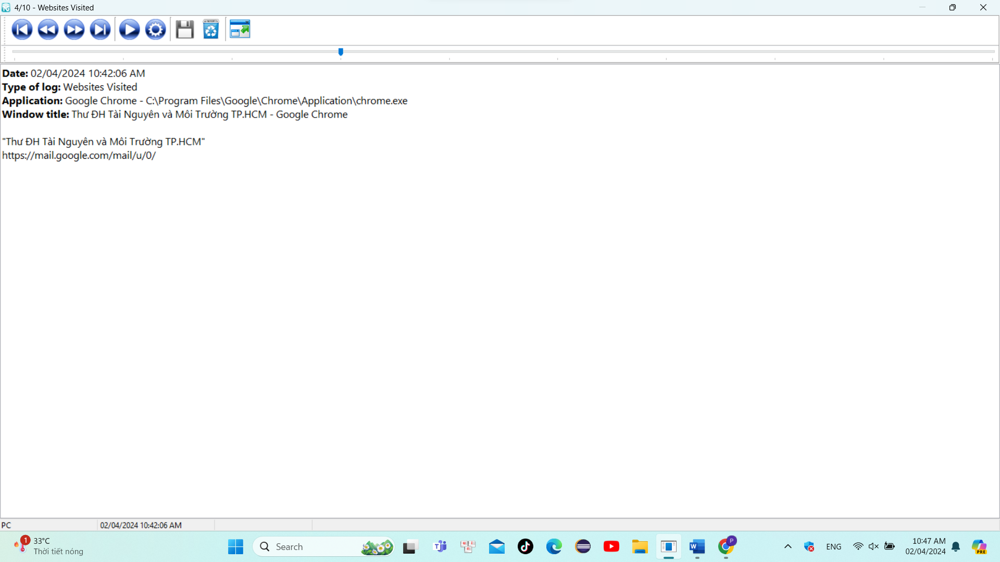 4/10 - Websites Visited
Date: 02/04/2024 10:42:06 AM
Type of log: Websites Visited
Application: Google Chrome - C:\Program Files\Google\Chrome\Application\chrome.exe
Window title: Thư ĐH Tài Nguyên và Môi Trường TP.HCM - Google Chrome
"Thư ĐH Tài Nguyên và Môi Trường TP.HCM"
https://mail.google.com/mail/u/0/
PC 02/04/2024 10:42:06 AM
1 33°C
Thời tiết nóng
Search
ENG
10:47 AM
02/04/2024
P
W
PRE